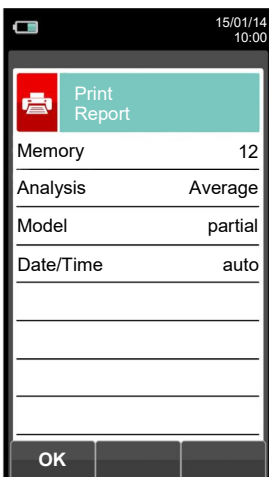 15/01/14
10:00
Print
Report
Memory 12
Analysis Average
Model partial
Date/Time auto
OK